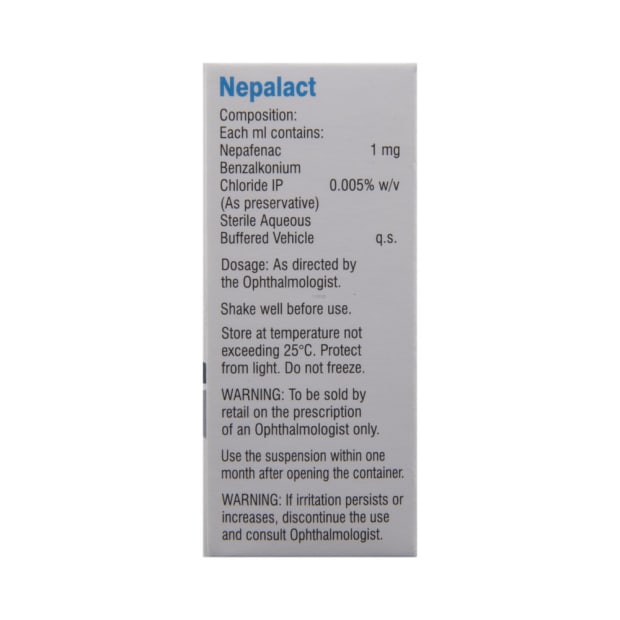 Nepalact
Composition:
Each ml contains:
Nepafenac 1 mg
Benzalkonium
Chloride IP 0.005% w/v
(As preservative)
Sterile Aqueous
Buffered Vehicle q.s.
Dosage: As directed by
the Ophthalmologist.
Shake well before use.
Store at temperature not
exceeding 25°C. Protect
from light. Do not freeze.
WARNING: To be sold by
retail on the prescription
of an Ophthalmologist only.
Use the suspension within one
month after opening the container.
WARNING: If irritation persists or
increases, discontinue the use
and consult Ophthalmologist.